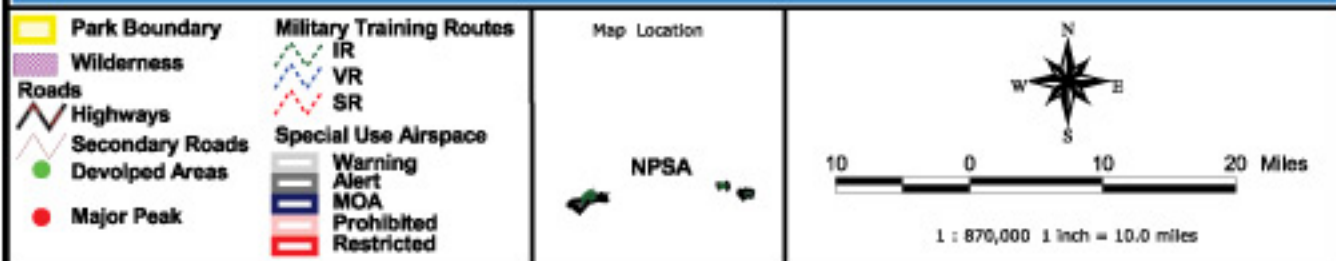 Park Boundary
Wilderness
Roads
Highways
Secondary Roads
Devolped Areas
Major Peak
Military Training Routes
IR
VR
SR
Special Use Airspace
Warning
Alert
MOA
Prohibited
Restricted
Map Location
NPSA
N
W E
S
10 0 10 20 Miles
1 : 870,000 1 inch = 10.0 miles